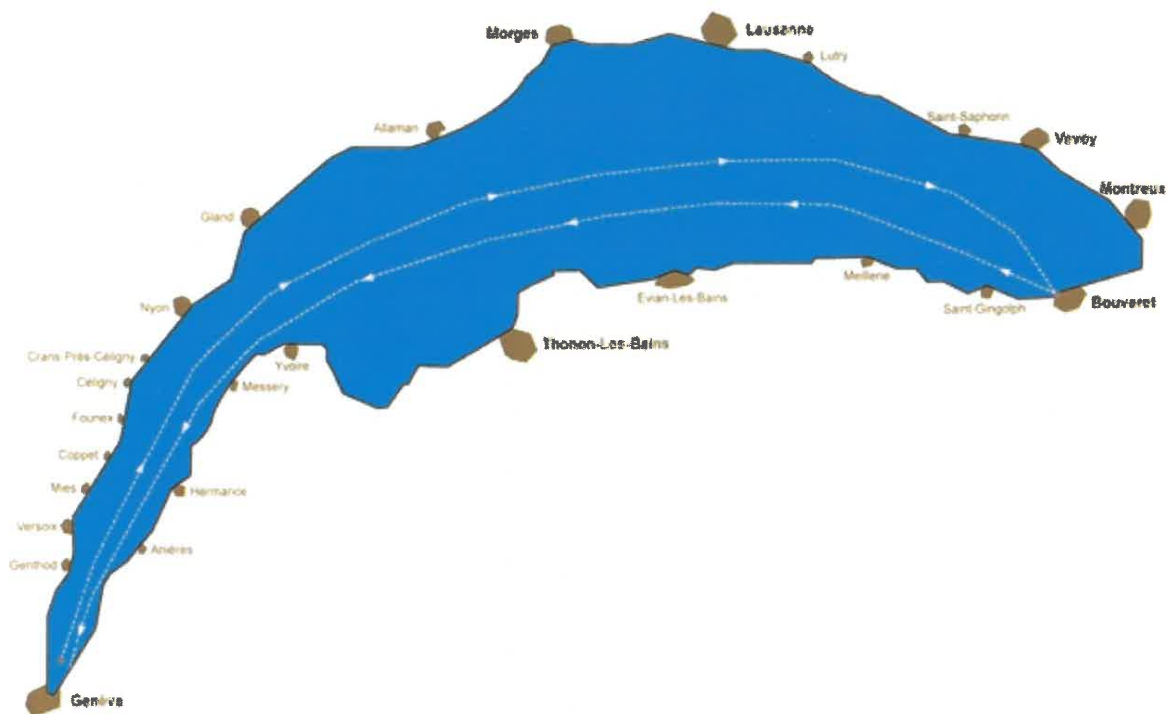 Morges
Lausanne
Lutry
Allaman
Saint-Saphorin
Vevey
Montreux
Gland
Meillerie
Evian-Les-Bains
Saint-Gingolph
Bouveret
Nyon
Thonon-Les-Bains
Crans-Près-Céligny
Yvoire
Céligny
Messery
Founex
Coppet
Mies
Hermance
Versoix
Anières
Genthod
Genève